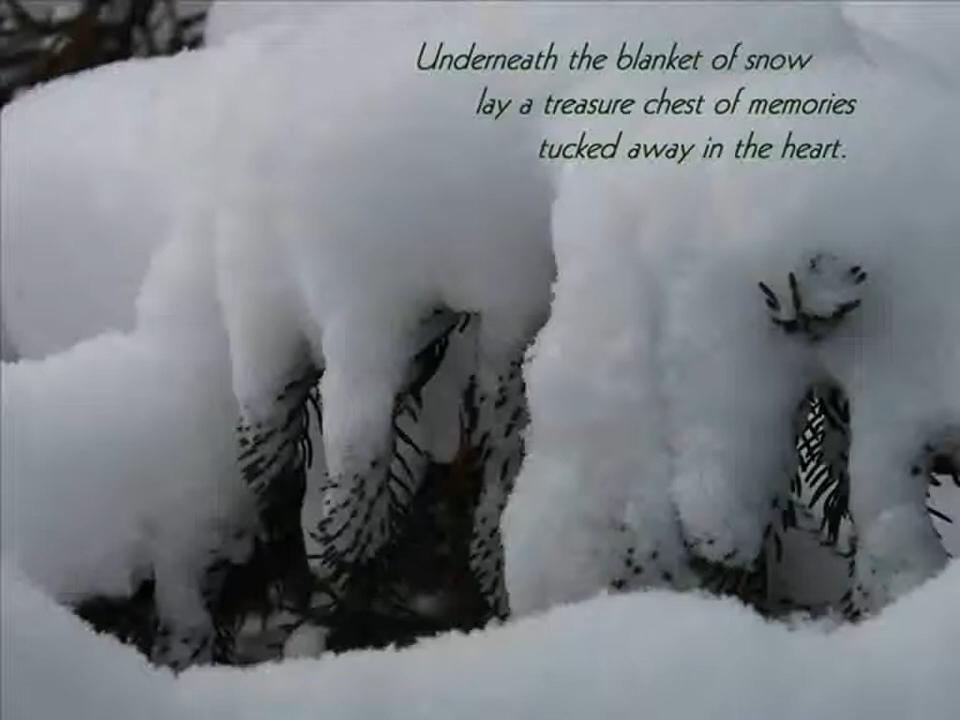 Underneath the blanket of snow
lay a treasure chest of memories
tucked away in the heart.